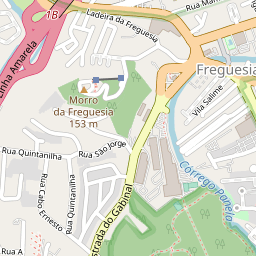 1B
Ladeira da Freguesia
Rua
Linha Amarela
Freguesia
Morro
da Freguesia
153 m
Vila Salime
Rua São Jorge
Rua Quintanilha
Córrego Panela
Rua Cabo Ernesto
Rua Quintanilha
Estrada do Gabinal
Rua A